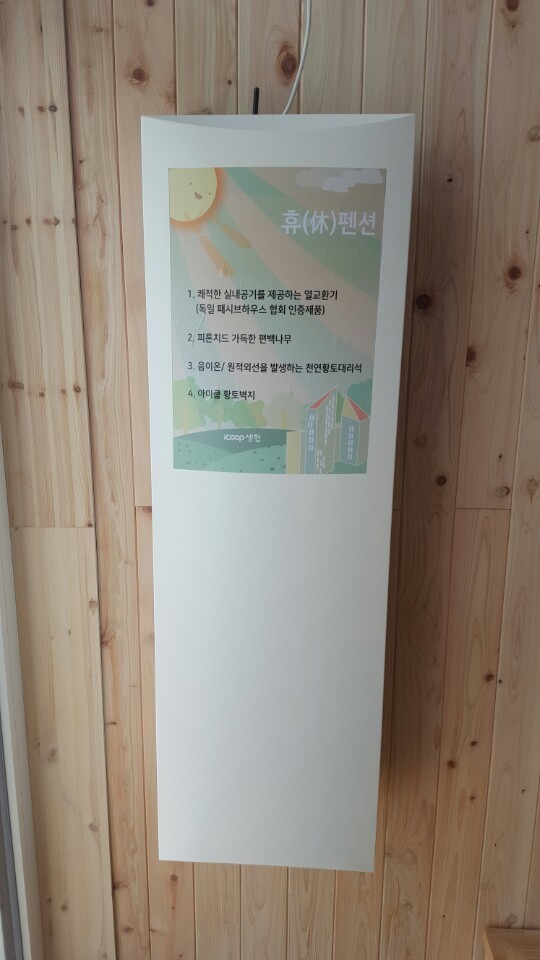 휴(休)펜션
1. 쾌적한 실내공기를 제공하는 열교환기
(독일 패시브하우스 협회 인증제품)
2. 피톤치드 가득한 편백나무
3. 음이온/ 원적외선을 발생하는 천연황토대리석
4. 아이쿱 황토벽지
icoop 생협